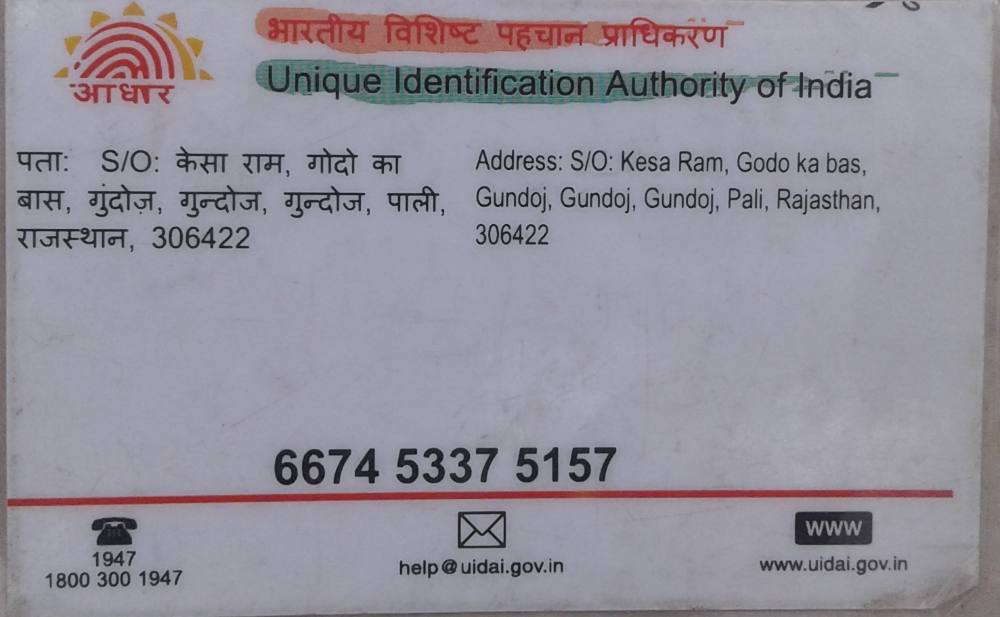 भारतीय विशिष्ट पहचान प्राधिकरण
Unique Identification Authority of India
आधार
पता: S/O: केसा राम, गोदो का
बास, गुंदोज़, गुन्दोज, गुन्दोज, पाली,
राजस्थान, 306422
Address: S/O: Kesa Ram, Godo ka bas,
Gundoj, Gundoj, Gundoj, Pali, Rajasthan,
306422
6674 5337 5157
1947
1800 300 1947
help@uidai.gov.in
www
www.uidai.gov.in